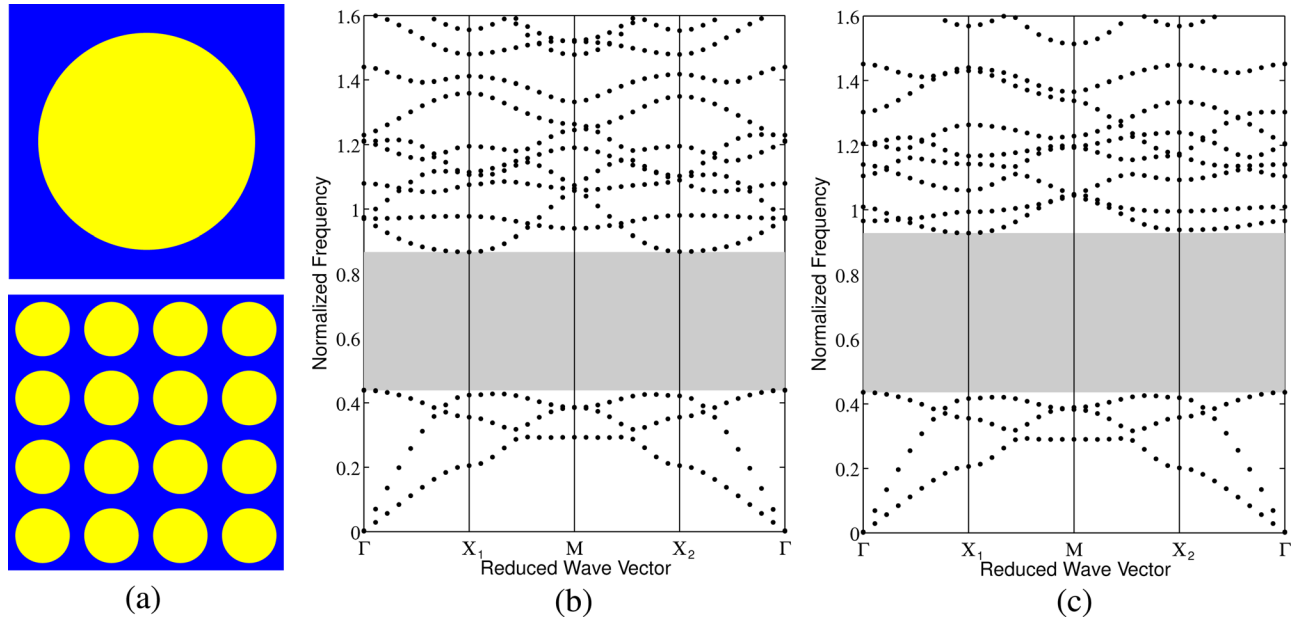 1.6
1.4
1.2
1
0.8
0.6
0.4
0.2
0
Normalized Frequency
Γ X₁ M X₂ Γ
Reduced Wave Vector
1.6
1.4
1.2
1
0.8
0.6
0.4
0.2
0
Normalized Frequency
Γ X₁ M X₂ Γ
Reduced Wave Vector
(a)
(b)
(c)